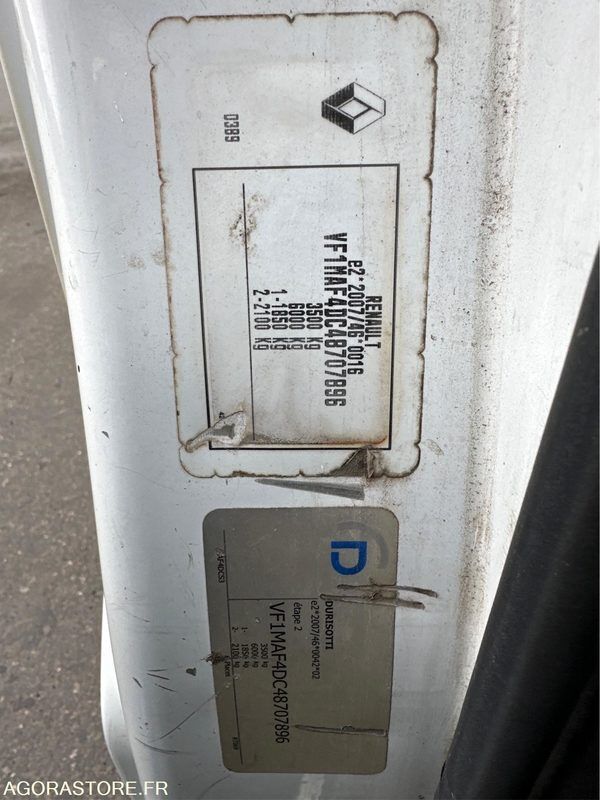 D3B9
RENAULT
e2*2007/46*0016
VF1MAF4DC48707896
3500 kg
6000 kg
1-1850 kg
2-2100 kg
D
DURISOTTI
e2*2007/46*0042*02
étape 2
VF1MAF4DC48707896
3500 kg
6000 kg
1- 1850 kg
2- 2100 kg
AF4DCS3
AGORASTORE.FR